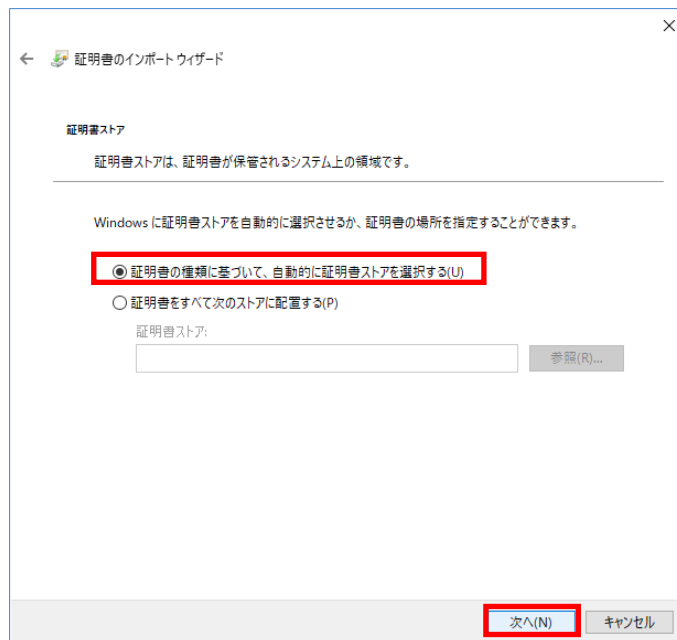 証明書のインポート ウィザード
証明書ストア
証明書ストアは、証明書が保管されるシステム上の領域です。
Windows に証明書ストアを自動的に選択させるか、証明書の場所を指定することができます。
証明書の種類に基づいて、自動的に証明書ストアを選択する(U)
証明書をすべて次のストアに配置する(P)
証明書ストア:
参照(R)...
次へ(N) キャンセル